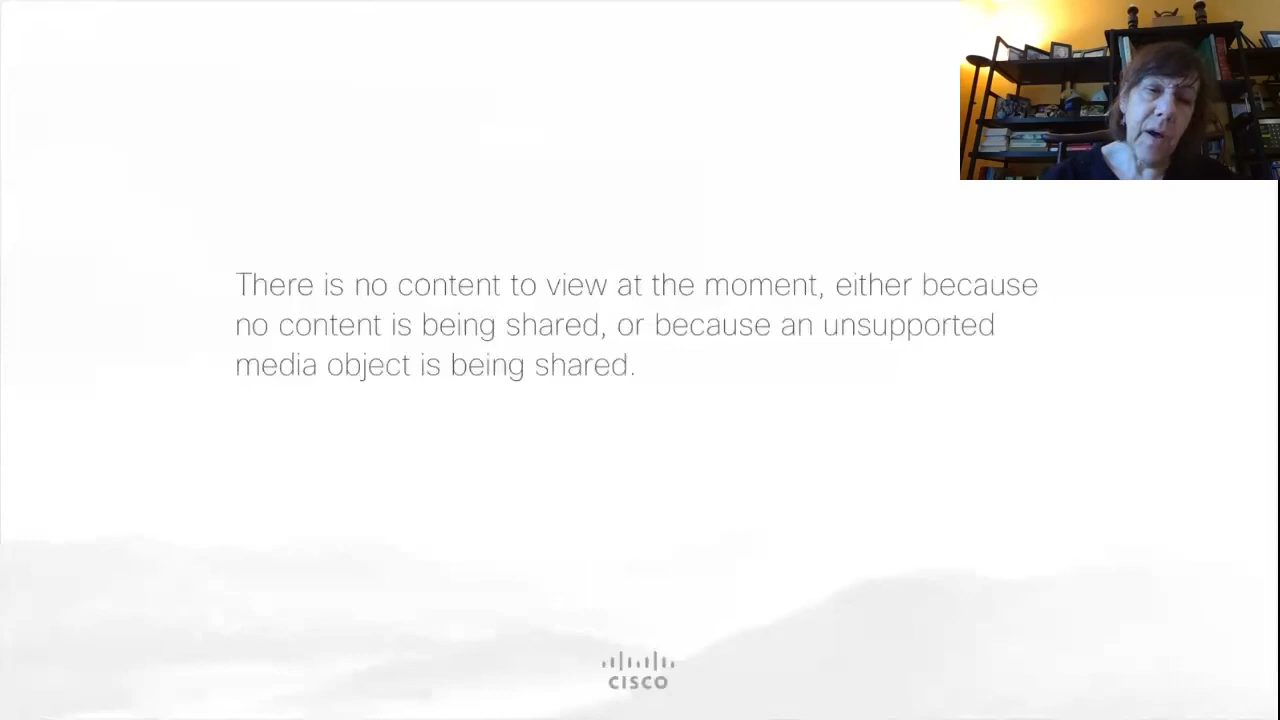 There is no content to view at the moment, either because
no content is being shared, or because an unsupported
media object is being shared.
CISCO